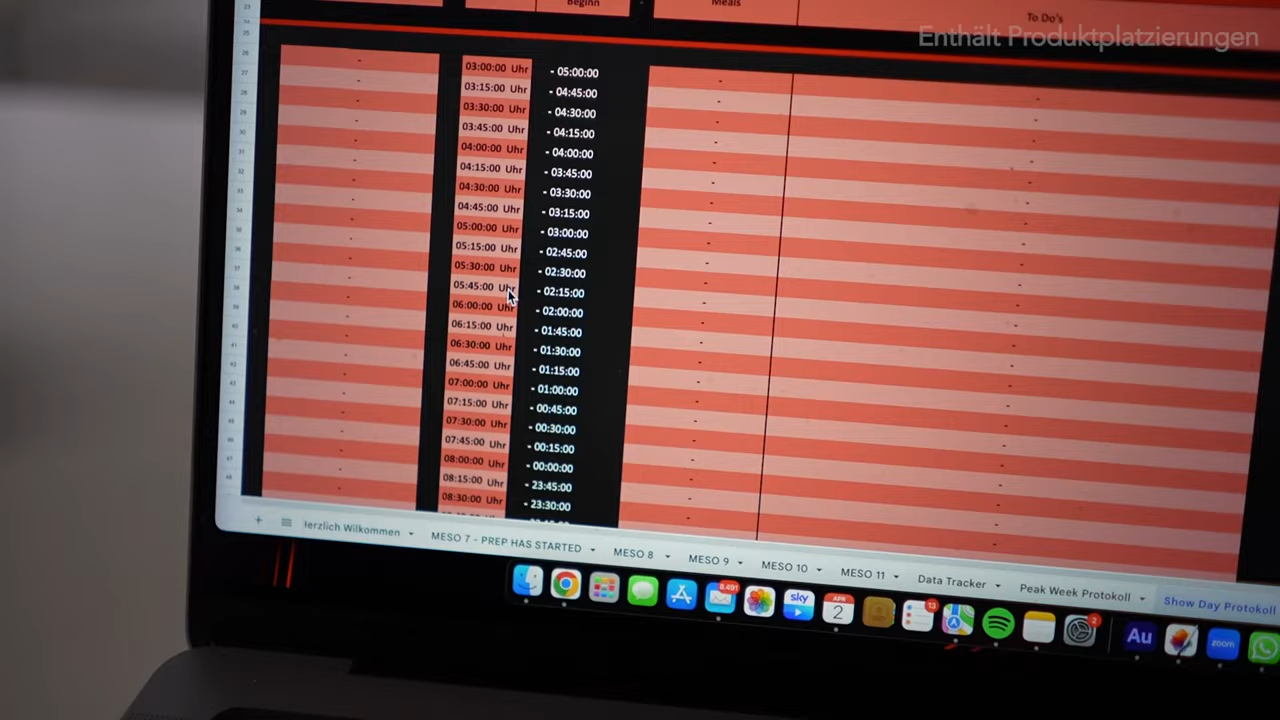 Enthält Produktplatzierungen
Beginn
Meals
To Do's
03:00:00 Uhr - 05:00:00
03:15:00 Uhr - 04:45:00
03:30:00 Uhr - 04:30:00
03:45:00 Uhr - 04:15:00
04:00:00 Uhr - 04:00:00
04:15:00 Uhr - 03:45:00
04:30:00 Uhr - 03:30:00
04:45:00 Uhr - 03:15:00
05:00:00 Uhr - 03:00:00
05:15:00 Uhr - 02:45:00
05:30:00 Uhr - 02:30:00
05:45:00 Uhr - 02:15:00
06:00:00 Uhr - 02:00:00
06:15:00 Uhr - 01:45:00
06:30:00 Uhr - 01:30:00
06:45:00 Uhr - 01:15:00
07:00:00 Uhr - 01:00:00
07:15:00 Uhr - 00:45:00
07:30:00 Uhr - 00:30:00
07:45:00 Uhr - 00:15:00
08:00:00 Uhr - 00:00:00
08:15:00 Uhr - 23:45:00
08:30:00 Uhr - 23:30:00
lerzlich Wilkommen MESO 7 - PREP HAS STARTED MESO 8 MESO 9 MESO 10 MESO 11 Data Tracker Peak Week Protokoll Show Day Protokoll
8.491 sky APR 2 13 2 Au zoom